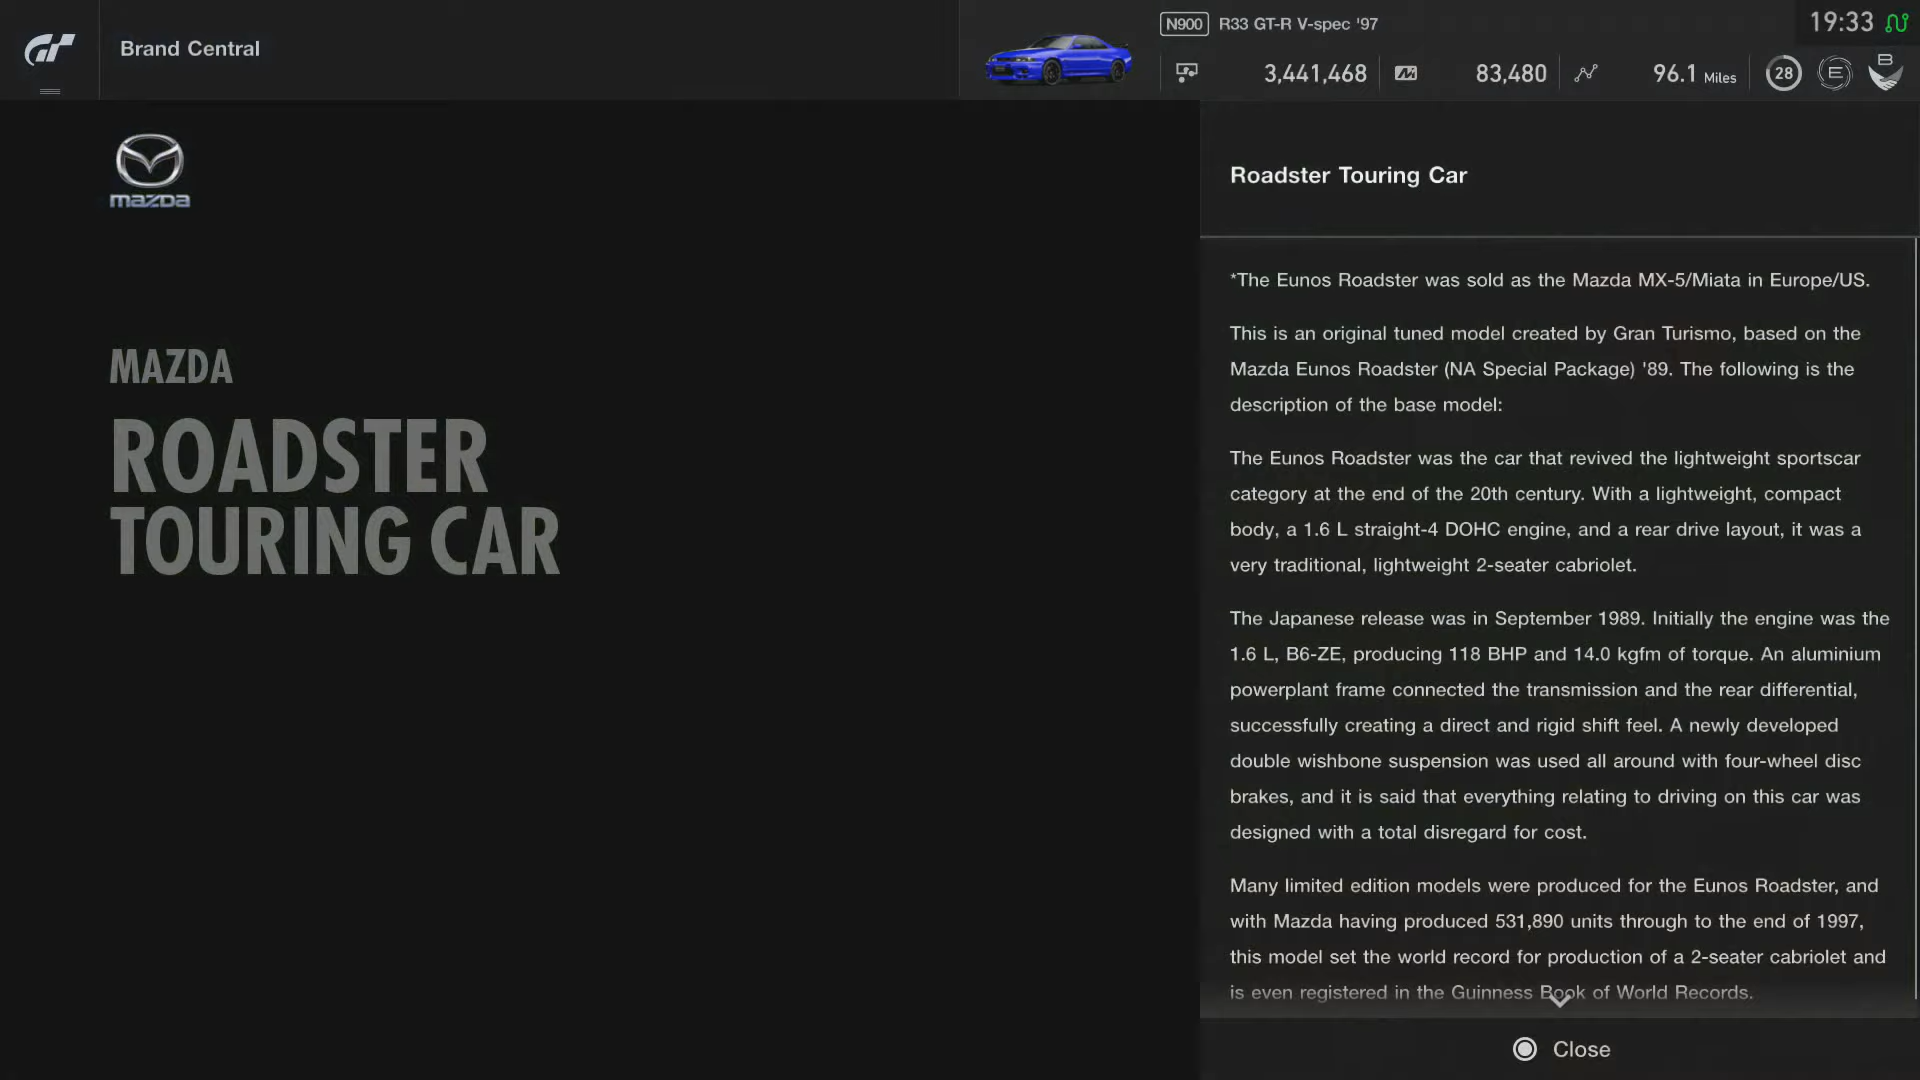 Brand Central
N900 R33 GT-R V-spec '97
19:33
3,441,468
83,480
96.1 Miles
28
E
B
mazda
MAZDA
ROADSTER
TOURING CAR
Roadster Touring Car
*The Eunos Roadster was sold as the Mazda MX-5/Miata in Europe/US.
This is an original tuned model created by Gran Turismo, based on the
Mazda Eunos Roadster (NA Special Package) '89. The following is the
description of the base model:
The Eunos Roadster was the car that revived the lightweight sportscar
category at the end of the 20th century. With a lightweight, compact
body, a 1.6 L straight-4 DOHC engine, and a rear drive layout, it was a
very traditional, lightweight 2-seater cabriolet.
The Japanese release was in September 1989. Initially the engine was the
1.6 L, B6-ZE, producing 118 BHP and 14.0 kgfm of torque. An aluminium
powerplant frame connected the transmission and the rear differential,
successfully creating a direct and rigid shift feel. A newly developed
double wishbone suspension was used all around with four-wheel disc
brakes, and it is said that everything relating to driving on this car was
designed with a total disregard for cost.
Many limited edition models were produced for the Eunos Roadster, and
with Mazda having produced 531,890 units through to the end of 1997,
this model set the world record for production of a 2-seater cabriolet and
is even registered in the Guinness Book of World Records.
Close